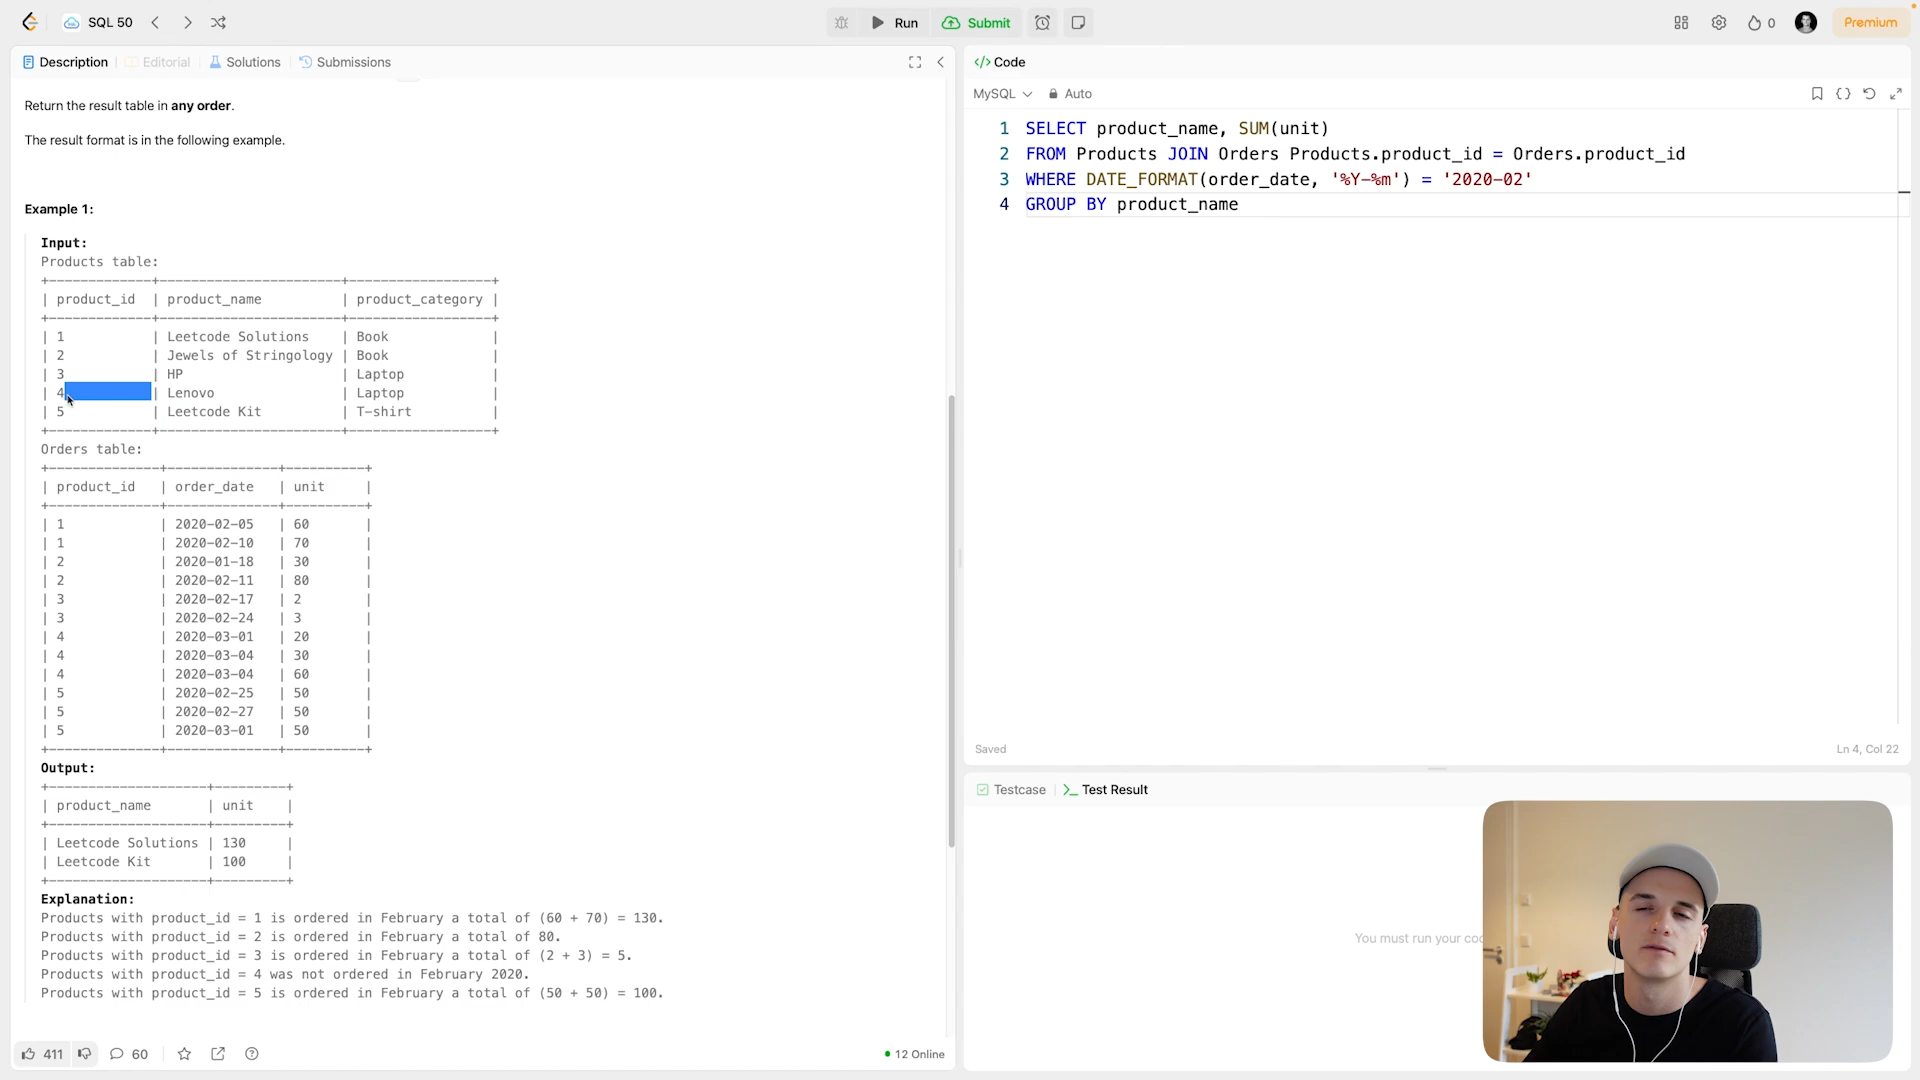 SQL 50
Run
Submit
0
Premium
Description
Editorial
Solutions
Submissions
Return the result table in any order.
The result format is in the following example.
Example 1:
Input:
Products table:
+--------------+-----------------------+------------------+
| product_id | product_name | product_category |
+--------------+-----------------------+------------------+
| 1 | Leetcode Solutions | Book |
| 2 | Jewels of Stringology | Book |
| 3 | HP | Laptop |
| 4 | Lenovo | Laptop |
| 5 | Leetcode Kit | T-shirt |
+--------------+-----------------------+------------------+
Orders table:
+--------------+--------------+----------+
| product_id | order_date | unit |
+--------------+--------------+----------+
| 1 | 2020-02-05 | 60 |
| 1 | 2020-02-10 | 70 |
| 2 | 2020-01-18 | 30 |
| 2 | 2020-02-11 | 80 |
| 3 | 2020-02-17 | 2 |
| 3 | 2020-02-24 | 3 |
| 4 | 2020-03-01 | 20 |
| 4 | 2020-03-04 | 30 |
| 4 | 2020-03-04 | 60 |
| 5 | 2020-02-25 | 50 |
| 5 | 2020-02-27 | 50 |
| 5 | 2020-03-01 | 50 |
+--------------+--------------+----------+
Output:
+--------------------+---------+
| product_name | unit |
+--------------------+---------+
| Leetcode Solutions | 130 |
| Leetcode Kit | 100 |
+--------------------+---------+
Explanation:
Products with product_id = 1 is ordered in February a total of (60 + 70) = 130.
Products with product_id = 2 is ordered in February a total of 80.
Products with product_id = 3 is ordered in February a total of (2 + 3) = 5.
Products with product_id = 4 was not ordered in February 2020.
Products with product_id = 5 is ordered in February a total of (50 + 50) = 100.
411
60
12 Online
</> Code
MySQL
Auto
1 SELECT product_name, SUM(unit)
2 FROM Products JOIN Orders Products.product_id = Orders.product_id
3 WHERE DATE_FORMAT(order_date, '%Y-%m') = '2020-02'
4 GROUP BY product_name
Saved
Ln 4, Col 22
Testcase
>_ Test Result
You must run your